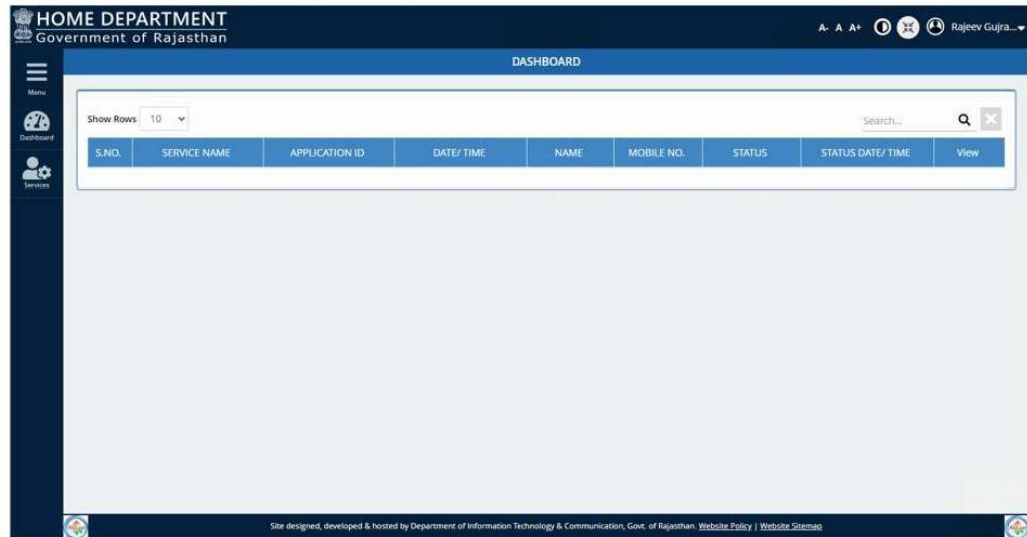 HOME DEPARTMENT
Government of Rajasthan
A- A A+ Rajeev Gujra...
DASHBOARD
Menu
Dashboard
Services
Show Rows 10 Search...
S.NO. SERVICE NAME APPLICATION ID DATE/ TIME NAME MOBILE NO. STATUS STATUS DATE/ TIME View
Site designed, developed & hosted by Department of Information Technology & Communication, Govt. of Rajasthan. Website Policy | Website Sitemap